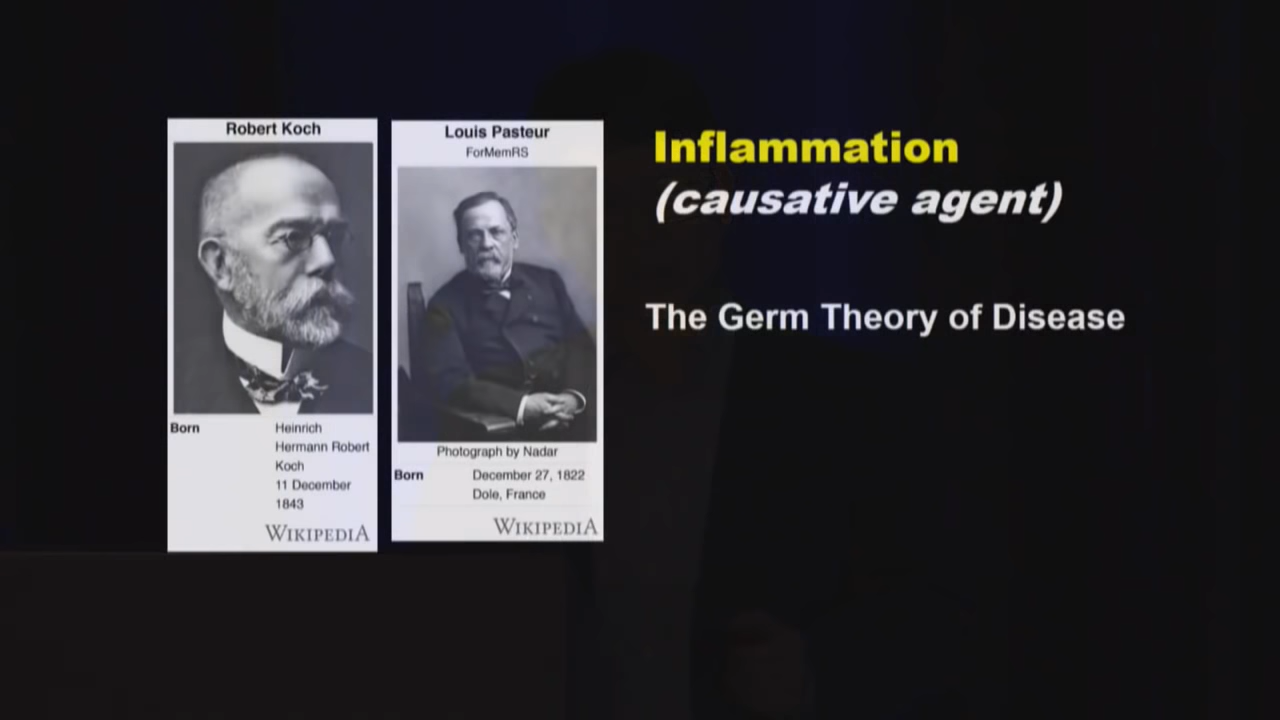 Robert Koch
Born
Heinrich
Hermann Robert
Koch
11 December
1843
WIKIPEDIA
Louis Pasteur
ForMemRS
Photograph by Nadar
Born
December 27, 1822
Dole, France
WIKIPEDIA
Inflammation
(causative agent)
The Germ Theory of Disease